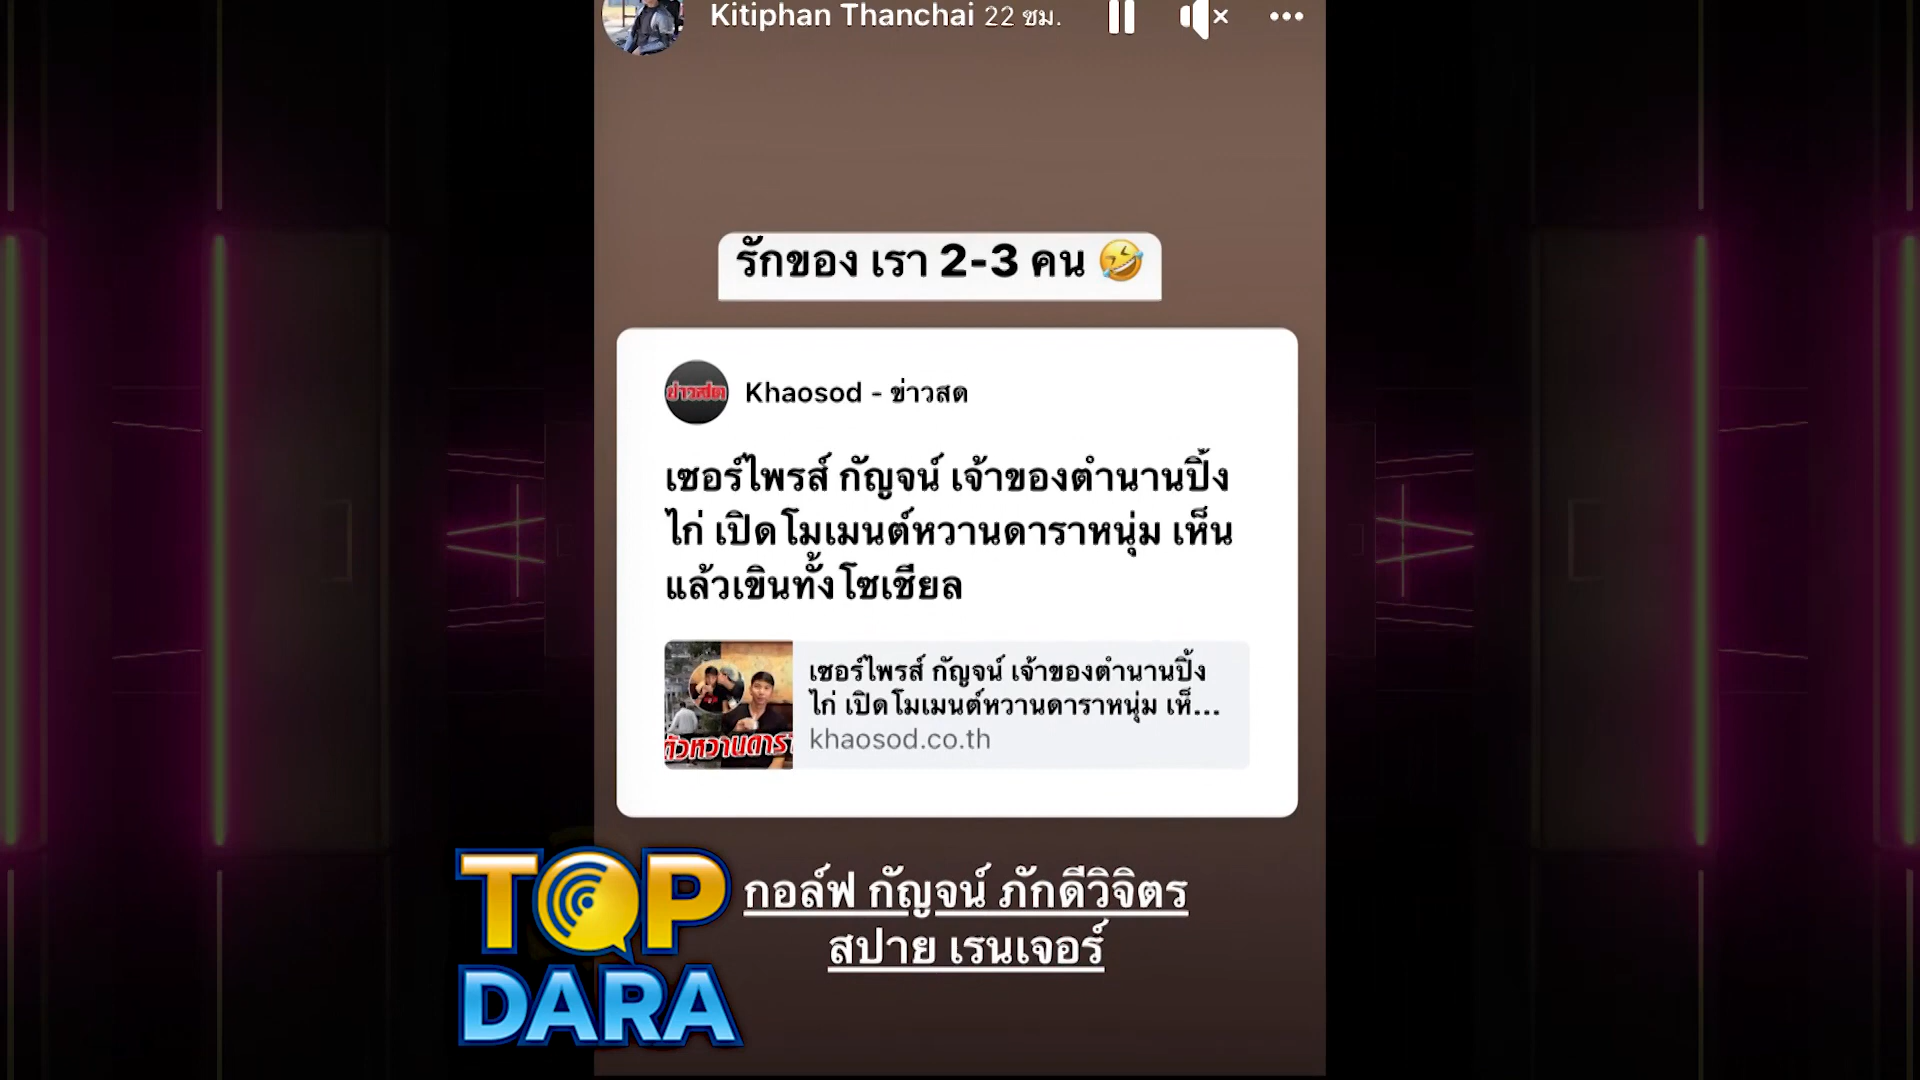 Kitiphan Thanchai 22 ชม.
รักของ เรา 2-3 คน 🤣
ข่าวสด
Khaosod - ข่าวสด
เซอร์ไพรส์ กัญจน์ เจ้าของตำนานปิ้ง
ไก่ เปิดโมเมนต์หวานดาราหนุ่ม เห็น
แล้วเขินทั้งโซเชียล
เซอร์ไพรส์ กัญจน์ เจ้าของตำนานปิ้ง
ไก่ เปิดโมเมนต์หวานดาราหนุ่ม เห็...
khaosod.co.th
TOP
DARA
กอล์ฟ กัญจน์ ภักดีวิจิตร
สปาย เรนเจอร์